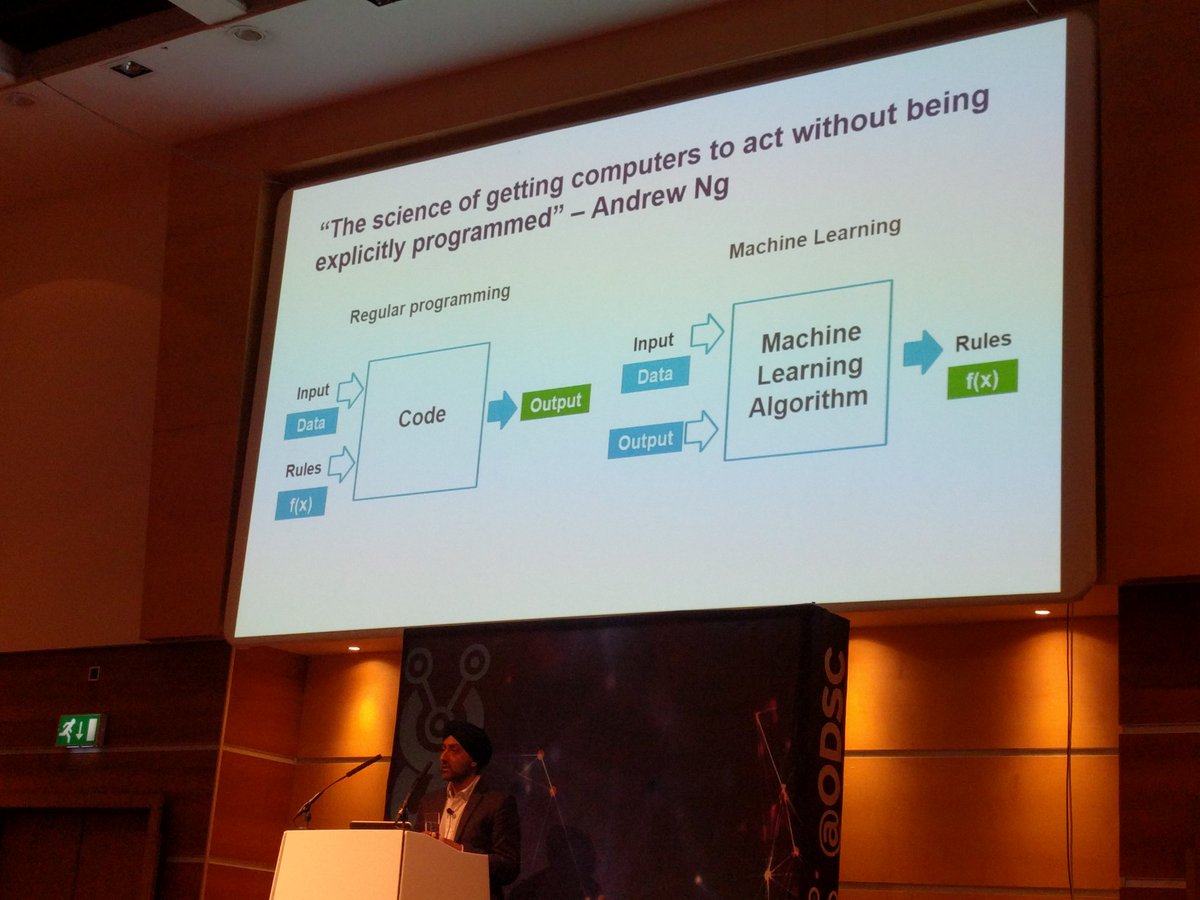 “The science of getting computers to act without being
explicitly programmed” – Andrew Ng
Regular programming
Input
Data
Rules
f(x)
Code
Output
Machine Learning
Input
Data
Output
Machine
Learning
Algorithm
Rules
f(x)
@ODSC